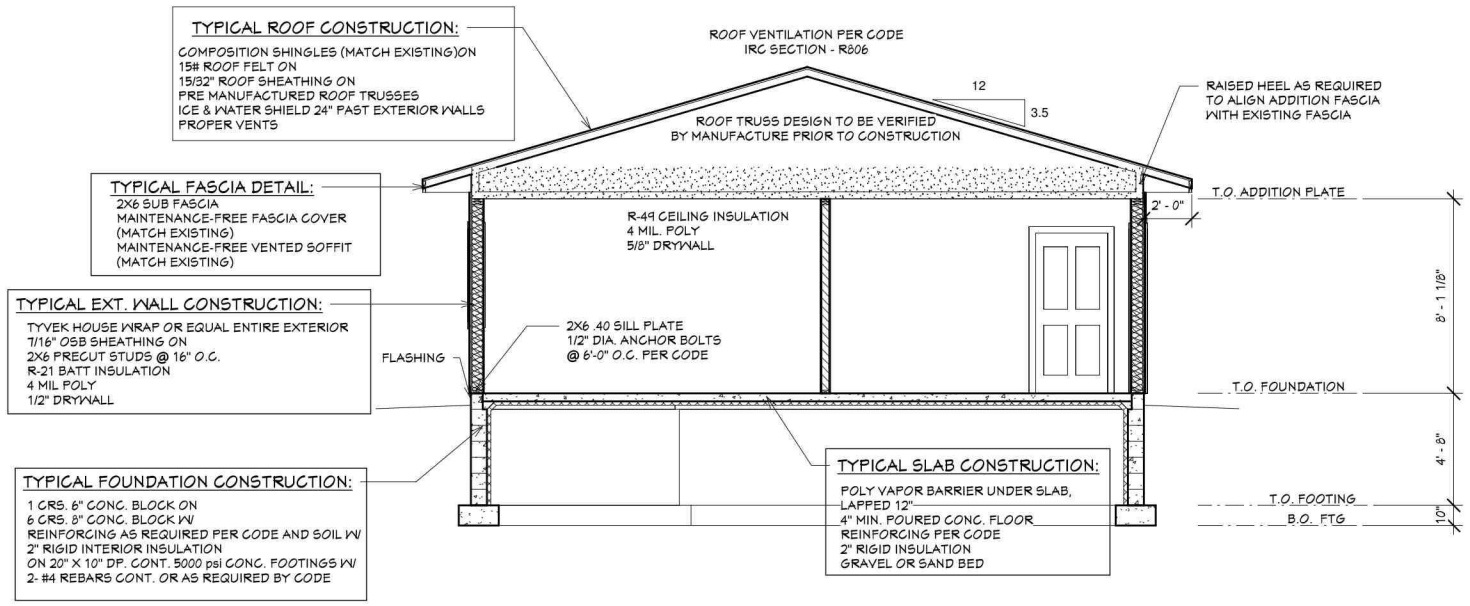 TYPICAL ROOF CONSTRUCTION:
COMPOSITION SHINGLES (MATCH EXISTING)ON
15# ROOF FELT ON
15/32" ROOF SHEATHING ON
PRE MANUFACTURED ROOF TRUSSES
ICE & WATER SHIELD 24" PAST EXTERIOR WALLS
PROPER VENTS
ROOF VENTILATION PER CODE
IRC SECTION - R806
12
3.5
RAISED HEEL AS REQUIRED
TO ALIGN ADDITION FASCIA
WITH EXISTING FASCIA
ROOF TRUSS DESIGN TO BE VERIFIED
BY MANUFACTURE PRIOR TO CONSTRUCTION
TYPICAL FASCIA DETAIL:
2X6 SUB FASCIA
MAINTENANCE-FREE FASCIA COVER
(MATCH EXISTING)
MAINTENANCE-FREE VENTED SOFFIT
(MATCH EXISTING)
T.O. ADDITION PLATE
2' - 0"
R-49 CEILING INSULATION
4 MIL. POLY
5/8" DRYWALL
8' - 1 1/8"
TYPICAL EXT. WALL CONSTRUCTION:
TYVEK HOUSE WRAP OR EQUAL ENTIRE EXTERIOR
7/16" OSB SHEATHING ON
2X6 PRECUT STUDS @ 16" O.C.
R-21 BATT INSULATION
4 MIL POLY
1/2" DRYWALL
FLASHING
2X6 .40 SILL PLATE
1/2" DIA. ANCHOR BOLTS
@ 6'-0" O.C. PER CODE
T.O. FOUNDATION
4' - 8"
TYPICAL FOUNDATION CONSTRUCTION:
1 CRS. 6" CONC. BLOCK ON
6 CRS. 8" CONC. BLOCK W/
REINFORCING AS REQUIRED PER CODE AND SOIL W/
2" RIGID INTERIOR INSULATION
ON 20" X 10" DP. CONT. 5000 psi CONC. FOOTINGS W/
2- #4 REBARS CONT. OR AS REQUIRED BY CODE
TYPICAL SLAB CONSTRUCTION:
POLY VAPOR BARRIER UNDER SLAB,
LAPPED 12"
4" MIN. POURED CONC. FLOOR
REINFORCING PER CODE
2" RIGID INSULATION
GRAVEL OR SAND BED
T.O. FOOTING
B.O. FTG
10"